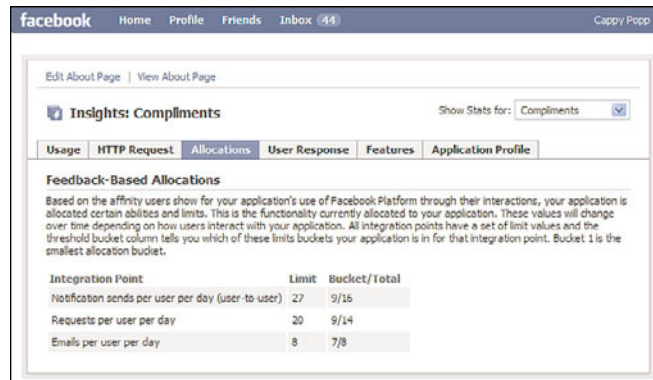 facebook Home Profile Friends Inbox 44 Cappy Popp
Edit About Page | View About Page
Insights: Compliments Show Stats for: Compliments
Usage HTTP Request Allocations User Response Features Application Profile
Feedback-Based Allocations
Based on the affinity users show for your application's use of Facebook Platform through their interactions, your application is
allocated certain abilities and limits. This is the functionality currently allocated to your application. These values will change
over time depending on how users interact with your application. All integration points have a set of limit values and the
threshold bucket column tells you which of these limits buckets your application is in for that integration point. Bucket 1 is the
smallest allocation bucket.
Integration Point Limit Bucket/Total
Notification sends per user per day (user-to-user) 27 9/16
Requests per user per day 20 9/14
Emails per user per day 8 7/8